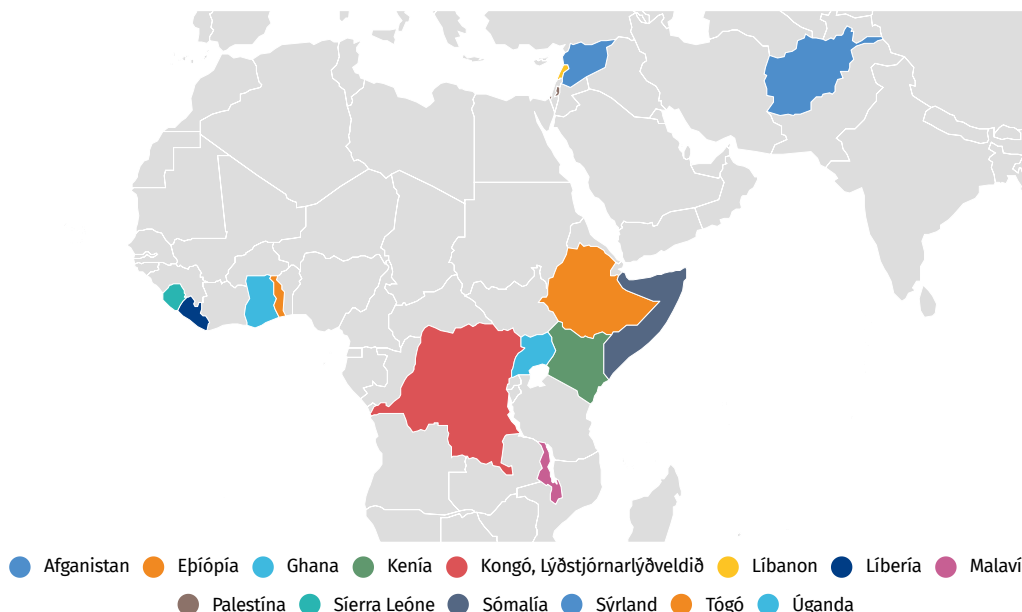 Afganistan Eþíópía Ghana Kenía Kongó, Lýðstjórnarlýðveldið Líbanon Líbería Malaví
Palestína Síerra Leóne Sómalía Sýrland Tógó Úganda